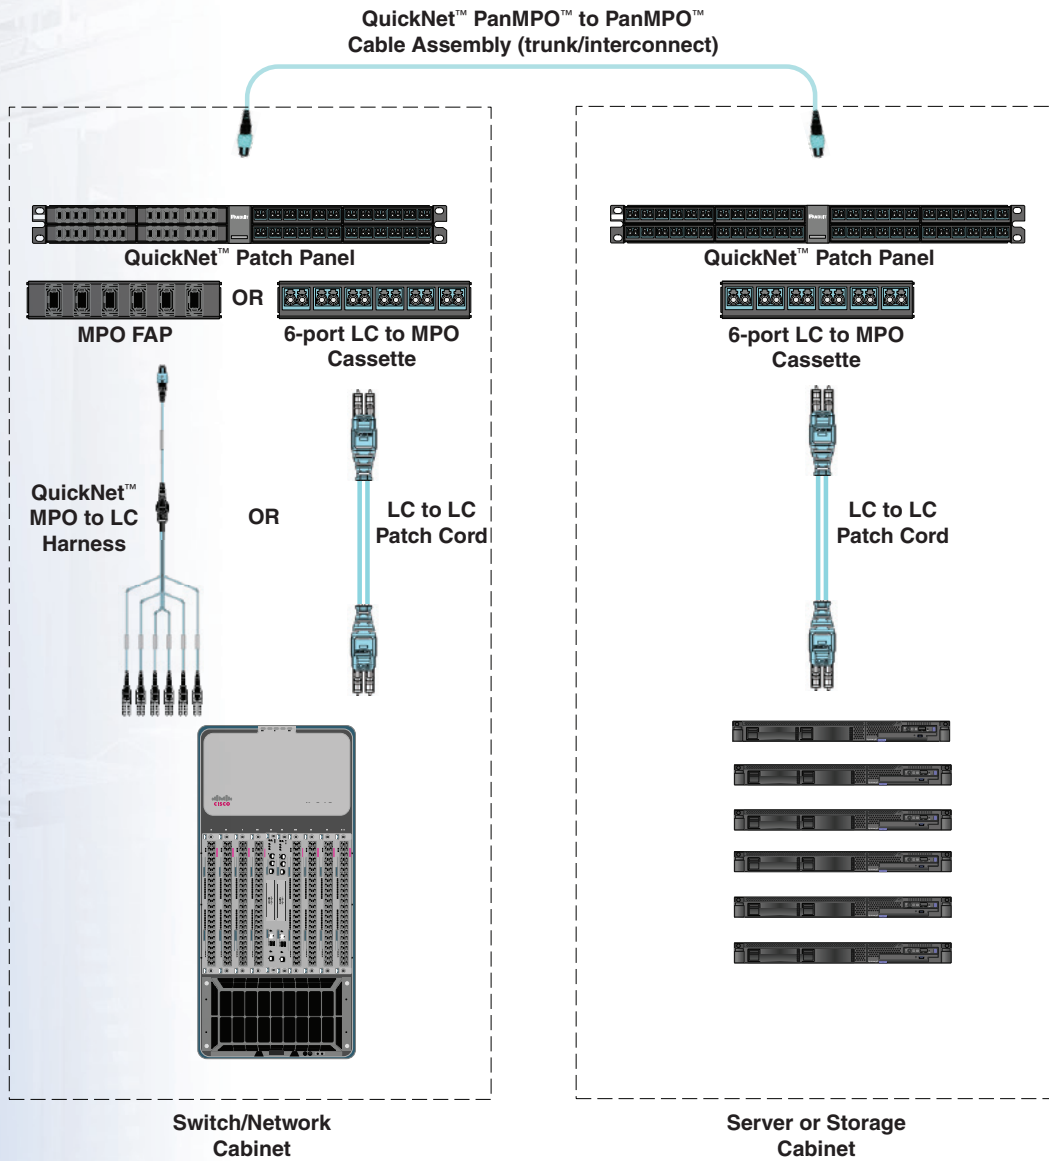 QuickNet™ PanMPO™ to PanMPO™
Cable Assembly (trunk/interconnect)
PANDUIT
QuickNet™ Patch Panel
MPO FAP
OR
6-port LC to MPO
Cassette
QuickNet™
MPO to LC
Harness
OR
LC to LC
Patch Cord
CISCO
Switch/Network
Cabinet
QuickNet™ Patch Panel
6-port LC to MPO
Cassette
LC to LC
Patch Cord
Server or Storage
Cabinet